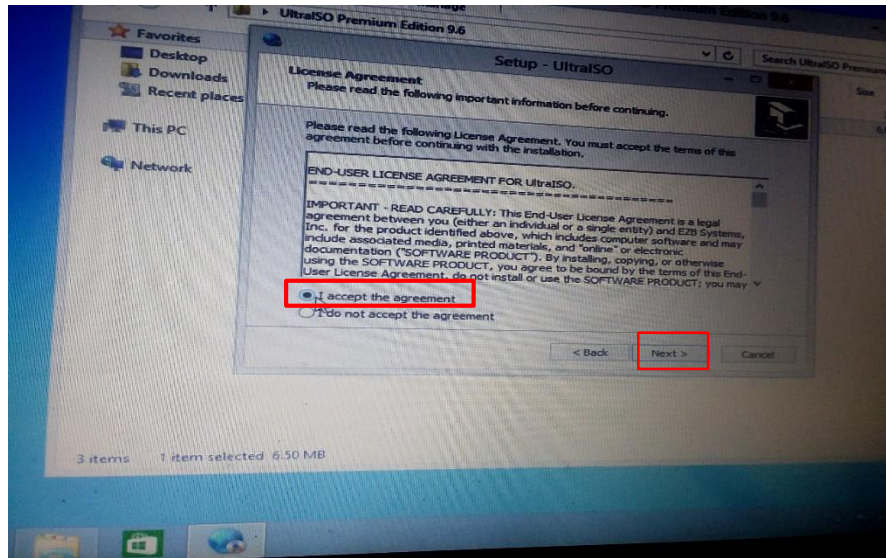 UltraISO Premium Edition 9.6
Search UltraISO Premium
Favorites
Desktop
Downloads
Recent places
This PC
Network
Size
Setup - UltraISO
License Agreement
Please read the following important information before continuing.
Please read the following License Agreement. You must accept the terms of this
agreement before continuing with the installation.
END-USER LICENSE AGREEMENT FOR UltraISO.
IMPORTANT - READ CAREFULLY: This End-User License Agreement is a legal
agreement between you (either an individual or a single entity) and EZB Systems,
Inc. for the product identified above, which includes computer software and may
include associated media, printed materials, and "online" or electronic
documentation ("SOFTWARE PRODUCT"). By installing, copying, or otherwise
using the SOFTWARE PRODUCT, you agree to be bound by the terms of this End-
User License Agreement, do not install or use the SOFTWARE PRODUCT; you may
I accept the agreement
I do not accept the agreement
< Back
Next >
Cancel
3 items
1 item selected 6.50 MB